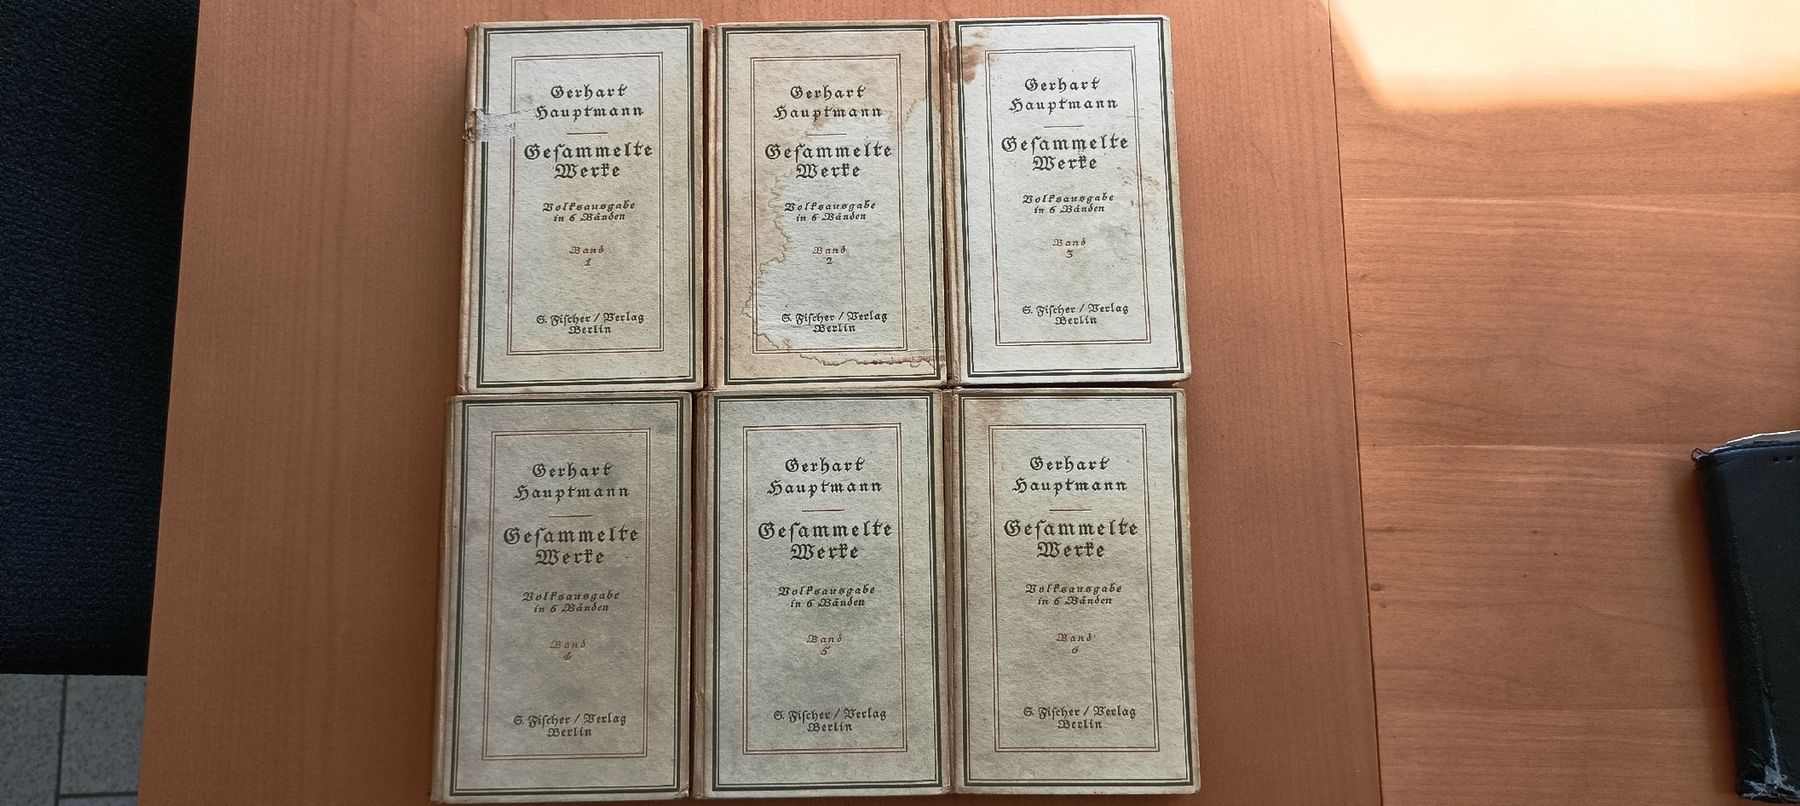 Gerhart
Hauptmann
Geſammelte
Werke
Volksausgabe
in 6 Bänden
Band
1
S. Fiſcher / Verlag
Berlin
Gerhart
Hauptmann
Geſammelte
Werke
Volksausgabe
in 6 Bänden
Band
2
S. Fiſcher / Verlag
Berlin
Gerhart
Hauptmann
Geſammelte
Werke
Volksausgabe
in 6 Bänden
Band
3
S. Fiſcher / Verlag
Berlin
Gerhart
Hauptmann
Geſammelte
Werke
Volksausgabe
in 6 Bänden
Band
4
S. Fiſcher / Verlag
Berlin
Gerhart
Hauptmann
Geſammelte
Werke
Volksausgabe
in 6 Bänden
Band
5
S. Fiſcher / Verlag
Berlin
Gerhart
Hauptmann
Geſammelte
Werke
Volksausgabe
in 6 Bänden
Band
6
S. Fiſcher / Verlag
Berlin